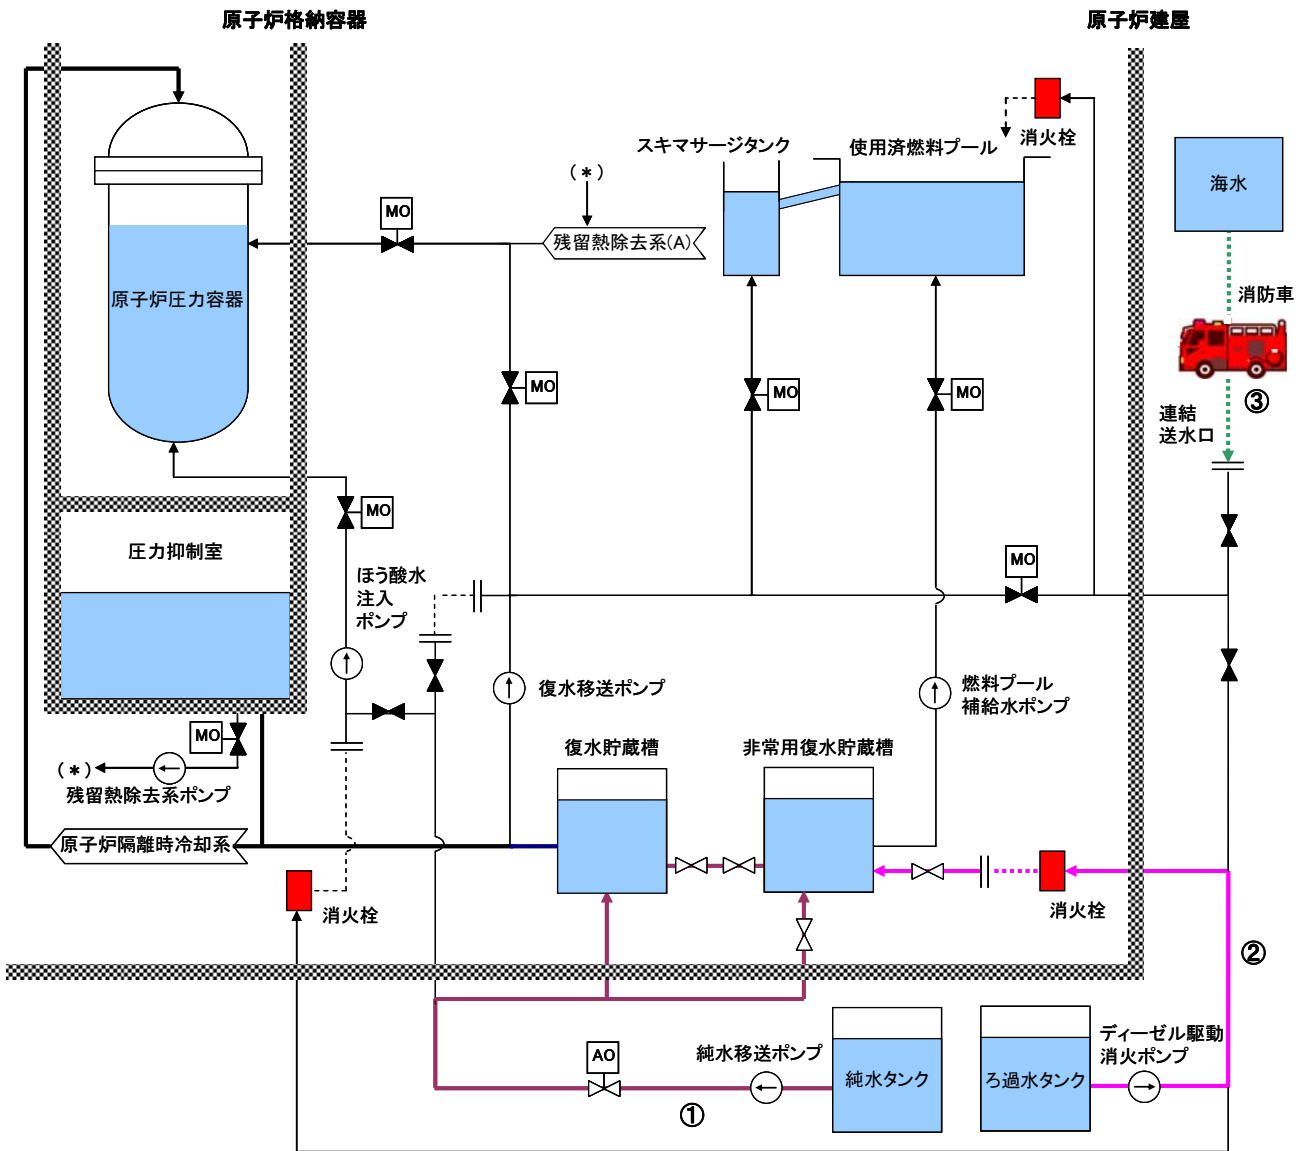 原子炉格納容器
原子炉建屋
消火栓
スキマサージタンク
使用済燃料プール
海水
(*)
MO
残留熱除去系(A)
原子炉圧力容器
消防車
③
MO
MO
MO
連結
送水口
MO
圧力抑制室
MO
ほう酸水
注入
ポンプ
復水移送ポンプ
燃料プール
補給水ポンプ
MO
(*)
残留熱除去系ポンプ
復水貯蔵槽
非常用復水貯蔵槽
原子炉隔離時冷却系
消火栓
消火栓
②
AO
純水移送ポンプ
純水タンク
ろ過水タンク
ディーゼル駆動
消火ポンプ
①